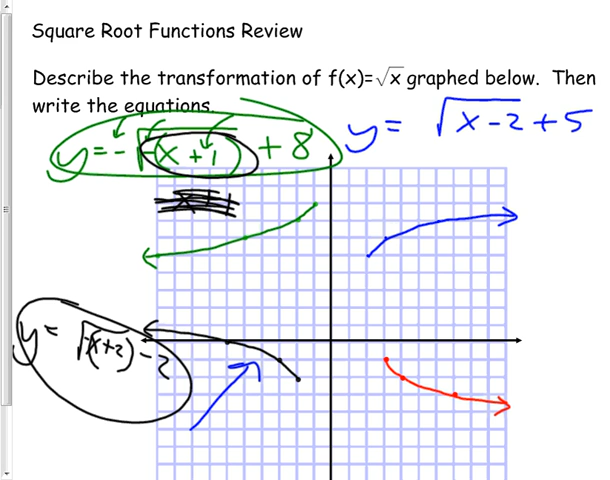 Square Root Functions Review
Describe the transformation of f(x)=√x graphed below. Then
write the equations.
y = √(x-2) + 5
y = -√(-(x+1)) + 8
y = √(-(x+2)) - 2